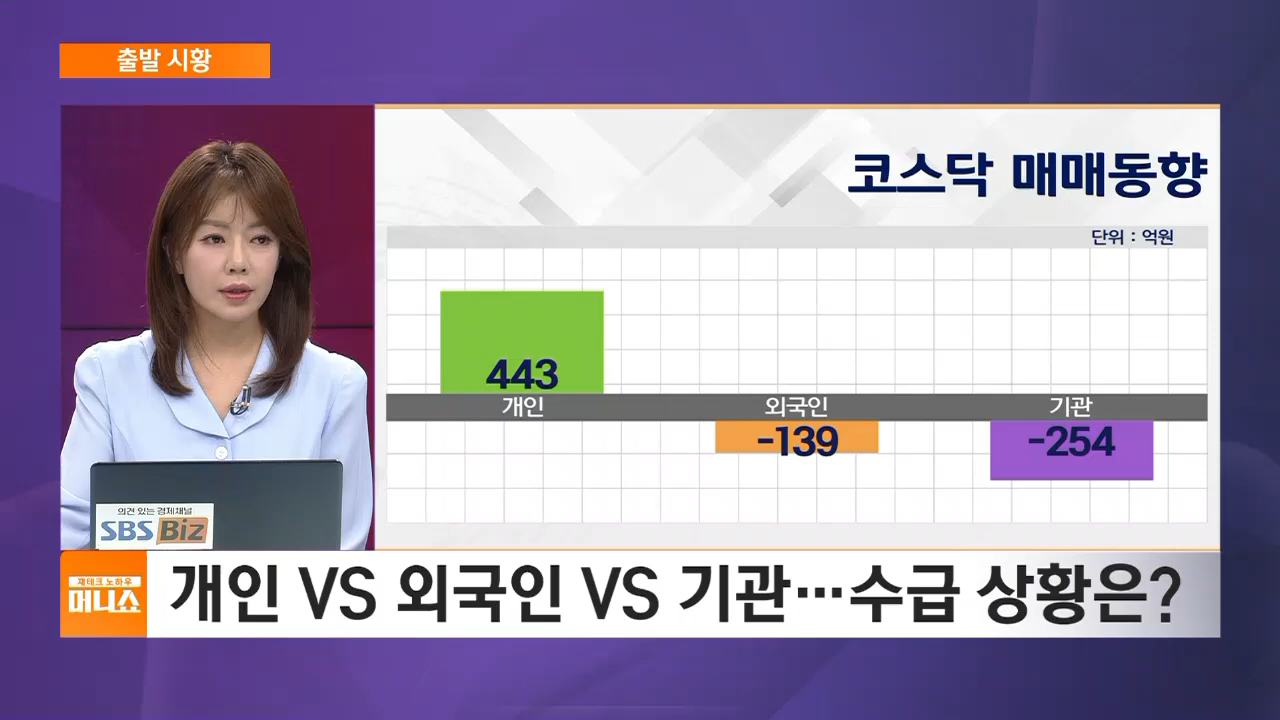 출발 시황
코스닥 매매동향
단위 : 억원
443
개인
외국인
기관
-139
-254
의견 있는 경제채널
SBS Biz
재테크 노하우
머니쇼
개인 VS 외국인 VS 기관…수급 상황은?